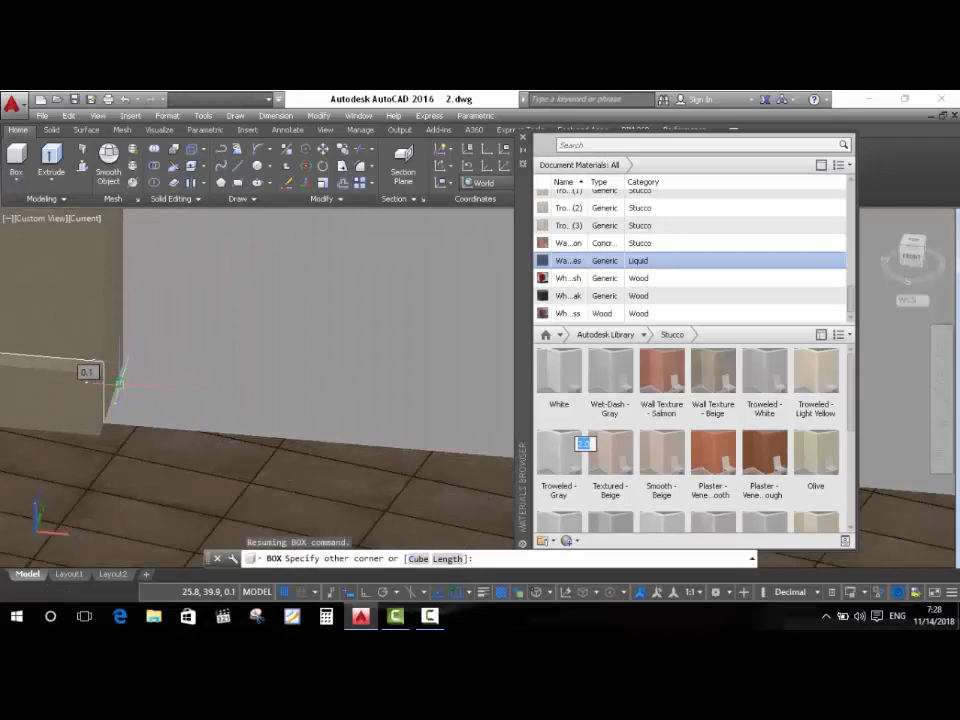 Autodesk AutoCAD 2016   2.dwg
Type a keyword or phrase
Sign In
File Edit View Insert Format Tools Draw Dimension Modify Window Help Express Parametric
Home Solid Surface Mesh Visualize Parametric Insert Annotate View Manage Output Add-ins A360
Box
Extrude
Smooth Object
Section Plane
World
Modeling
Mesh
Solid Editing
Draw
Modify
Section
Coordinates
[−][Custom View][Current]
Search
Document Materials: All
Name Type Category
Tro...(1) Generic Stucco
Tro...(2) Generic Stucco
Tro...(3) Generic Stucco
Wa...on Concr... Stucco
Wa...es Generic Liquid
Wh...sh Generic Wood
Wh...ak Generic Wood
Wh...ss Wood Wood
Autodesk Library
Stucco
White
Wet-Dash - Gray
Wall Texture - Salmon
Wall Texture - Beige
Troweled - White
Troweled - Light Yellow
Troweled - Gray
Textured - Beige
Smooth - Beige
Plaster - Vene...ooth
Plaster - Vene...ough
Olive
MATERIALS BROWSER
FRONT
S
WCS
0.1
Resuming BOX command.
BOX Specify other corner or [Cube Length]:
Model Layout1 Layout2 +
25.8, 39.9, 0.1 MODEL
1:1
Decimal
ENG
7:28
11/14/2018